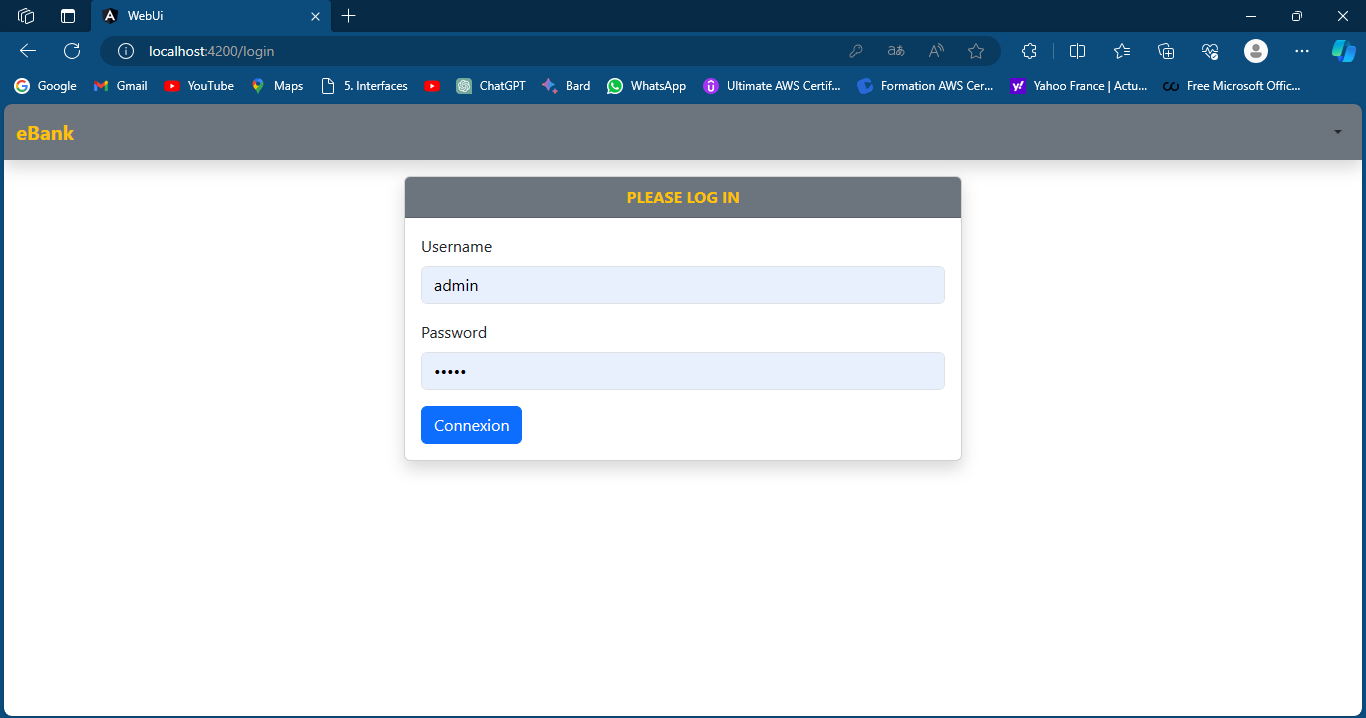 WebUi
localhost:4200/login
Google Gmail YouTube Maps 5. Interfaces ChatGPT Bard WhatsApp Ultimate AWS Certif... Formation AWS Cer... Yahoo France | Actu... Free Microsoft Offic...
eBank
PLEASE LOG IN
Username
admin
Password
•••••
Connexion